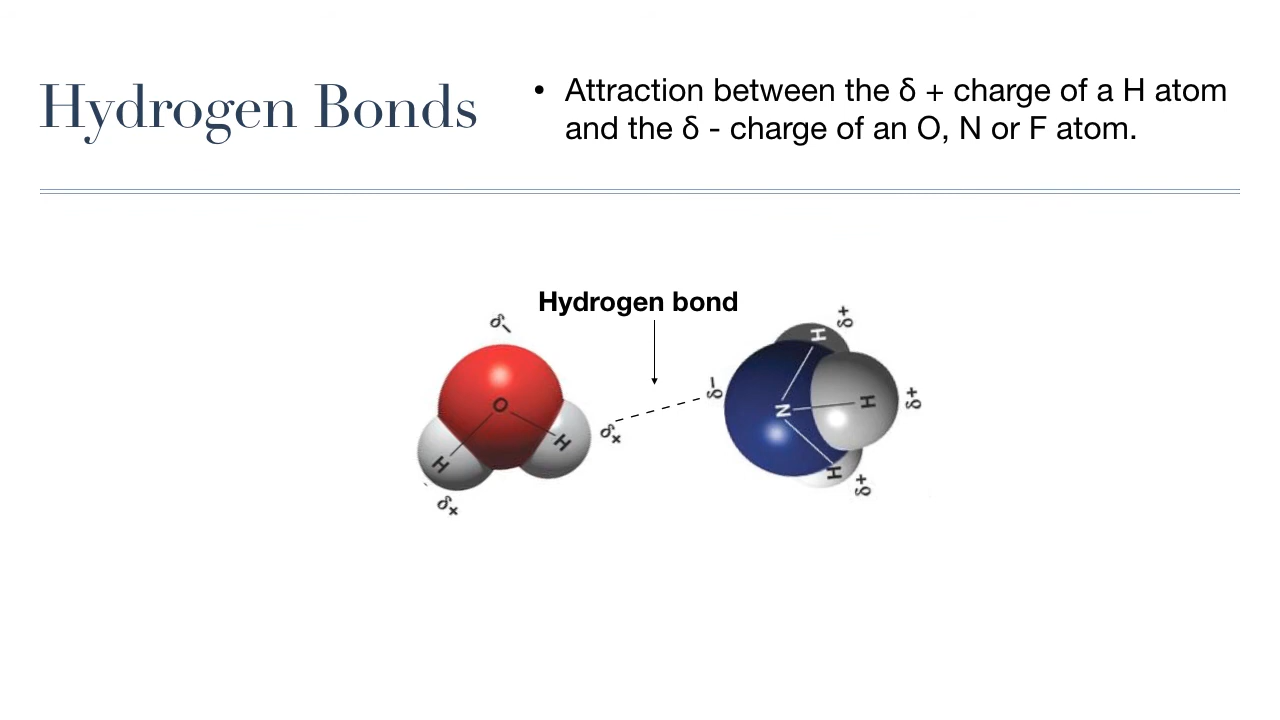 Hydrogen Bonds
• Attraction between the δ + charge of a H atom
and the δ - charge of an O, N or F atom.
Hydrogen bond
δ−
O
H
H
δ+
δ+
δ−
N
H
H
H
δ+
δ+
δ+